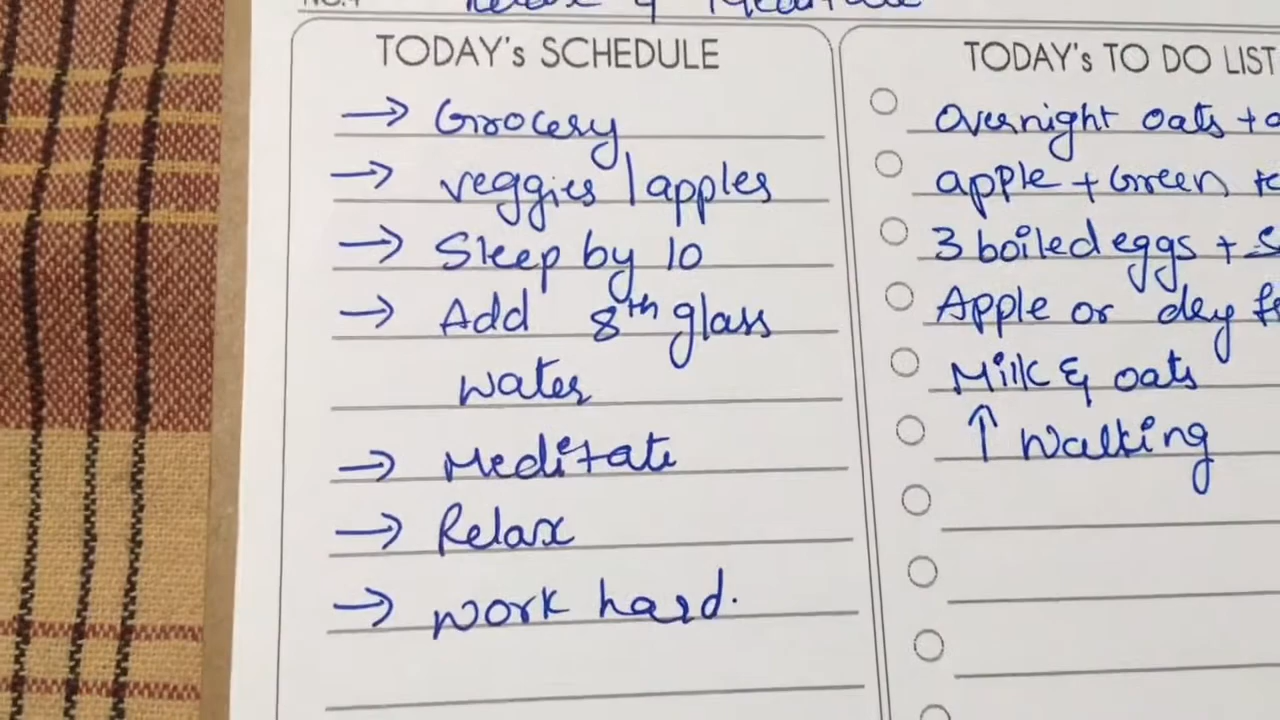 TODAY's SCHEDULE
→ Grocery
→ veggies | apples
→ Sleep by 10
→ Add 8th glass
water
→ Meditate
→ Relax
→ work hard.
TODAY's TO DO LIST
overnight oats +
apple + Green
3 boiled eggs +
Apple or dry
Milk & oats
↑ Walking